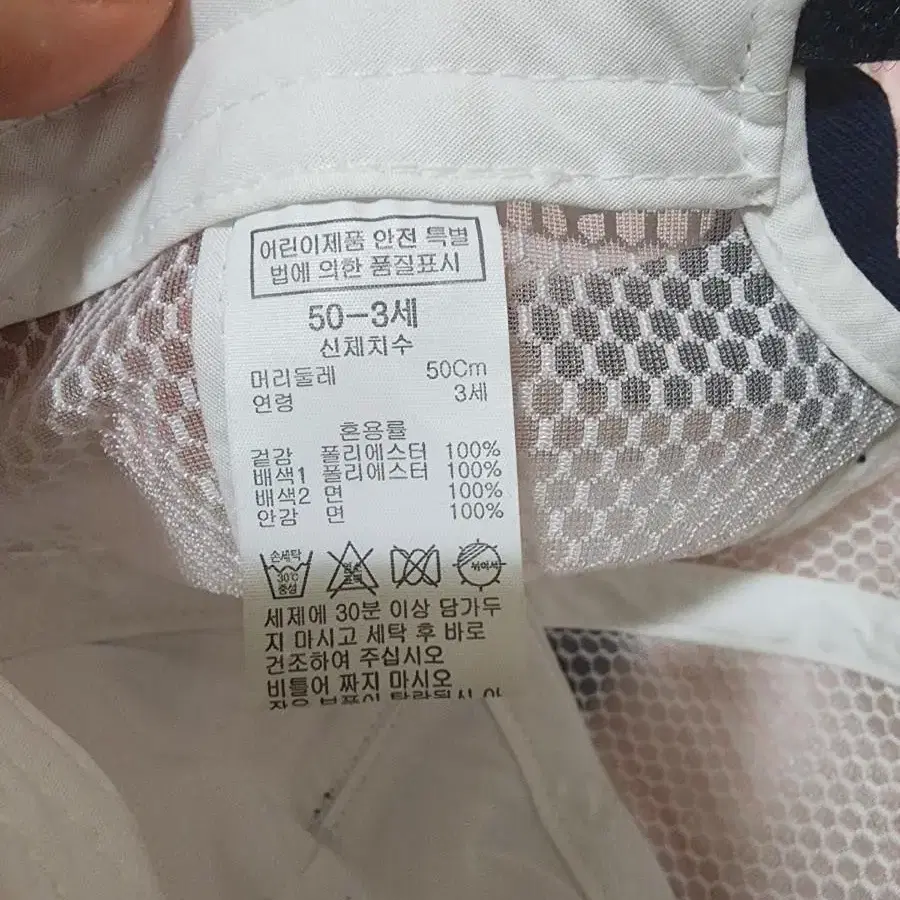 어린이제품 안전 특별
법에 의한 품질표시
50-3세
신체치수
머리둘레 50Cm
연령 3세
혼용률
겉감 폴리에스터 100%
배색1 폴리에스터 100%
배색2 면 100%
안감 면 100%
손세탁
30℃
중성
뉘어서
세제에 30분 이상 담가두
지 마시고 세탁 후 바로
건조하여 주십시오
비틀어 짜지 마시오